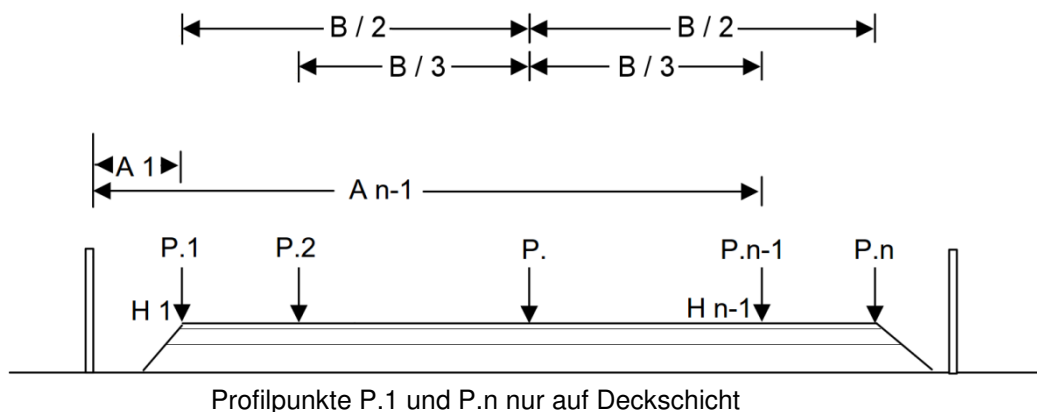 B / 2 B / 2
B / 3 B / 3
A 1
A n-1
P.1 P.2 P. P.n-1 P.n
H 1 H n-1
Profilpunkte P.1 und P.n nur auf Deckschicht